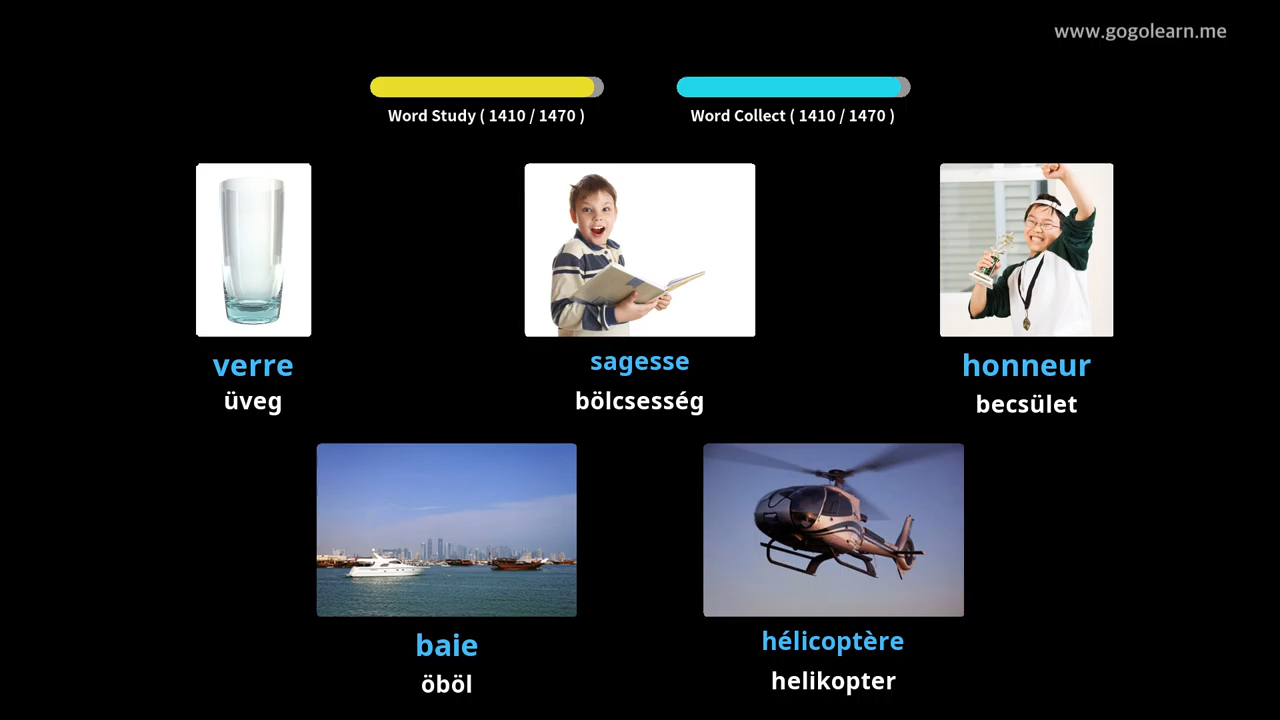 www.gogolearn.me
Word Study ( 1410 / 1470 )
Word Collect ( 1410 / 1470 )
verre
üveg
sagesse
bölcsesség
honneur
becsület
baie
öböl
hélicoptère
helikopter